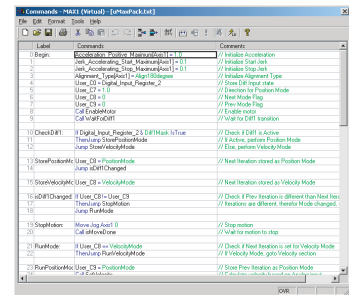 Commands - MAX1 (Virtual) - [uMaxPack.txt]
File Edit Format Tools Help
Label Commands Comments
0 Begin: Acceleration_Positive_Maximum[Axis1] = 1.0 // Initialize Acceleration
1 Jerk_Accelerating_Start_Maximum[Axis1] = 0.1 // Initialize Start Jerk
2 Jerk_Accelerating_Stop_Maximum[Axis1] = 0.1 // Initialize Stop Jerk
3 Alignment_Type[Axis1] = Align180degree // Initialize Alignment Type
4 User_C0 = Digital_Input_Register_2 // Store Diff Input state
5 User_C7 = 1.0 // Direction for Position Mode
6 User_C8 = 0 // Next Mode Flag
7 User_C9 = 0 // Prev Mode Flag
8 Call EnableMotor // Enable motor
9 Call WaitForDiff1 // Wait for Diff1 transition
10 CheckDiff1: If Digital_Input_Register_2 & Diff1Mask IsTrue // Check if Diff1 is Active
11 ThenJump StorePositionMode // If Active, perform Position Mode
12 Jump StoreVelocityMode // Else, perform Velocity Mode
13 StorePositionMc User_C8 = PositionMode // Next Iteration stored as Position Mode
14 Jump isDiff1Changed
15 StoreVelocityMc User_C8 = VelocityMode // Next Iteration stored as Velocity Mode
16 isDiff1Changed: If User_C8 != User_C9 // Check if Prev Iteration is different than Next Itera
17 ThenJump StopMotion // If Iterations are different, therefor Mode changed,
18 Jump RunMode
19 StopMotion: Move.Jog.Axis1 0 // Stop motion
20 Call isMoveDone // Wait for motion to stop
21 RunMode: If User_C8 == VelocityMode // Check if Next Iteration is set for Velocity Mode
22 ThenJump RunVelocityMode // If Velocity Mode, goto Velocity section
23 RunPositionMo: User_C9 = PositionMode // Store Prev Iteration as Position Mode
OVR